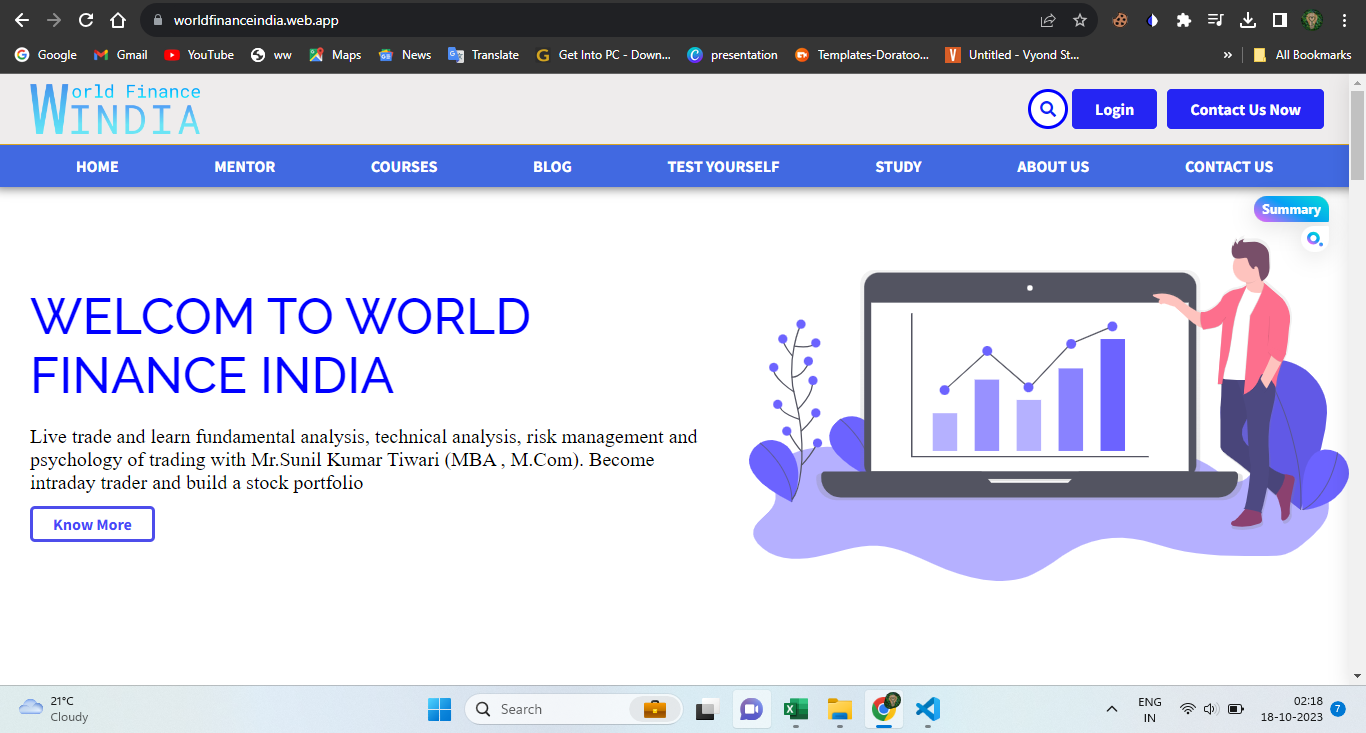 worldfinanceindia.web.app
Google Gmail YouTube ww Maps News Translate Get Into PC - Down... presentation Templates-Doratoo... Untitled - Vyond St... » All Bookmarks
World Finance
WINDIA
Login Contact Us Now
HOME MENTOR COURSES BLOG TEST YOURSELF STUDY ABOUT US CONTACT US
Summary
WELCOM TO WORLD
FINANCE INDIA
Live trade and learn fundamental analysis, technical analysis, risk management and
psychology of trading with Mr.Sunil Kumar Tiwari (MBA , M.Com). Become
intraday trader and build a stock portfolio
Know More
21°C
Cloudy
Search
ENG
IN
02:18
18-10-2023
7